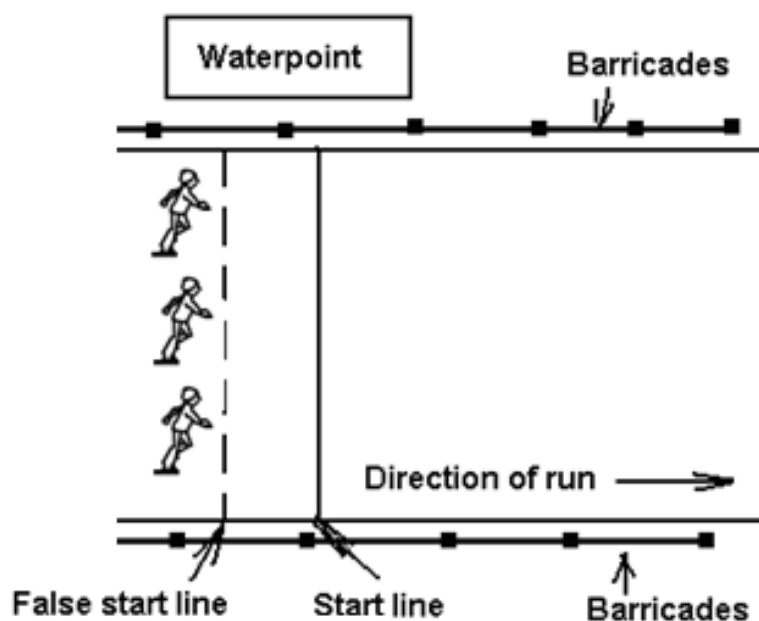 Waterpoint
Barricades
Direction of run
False start line
Start line
Barricades